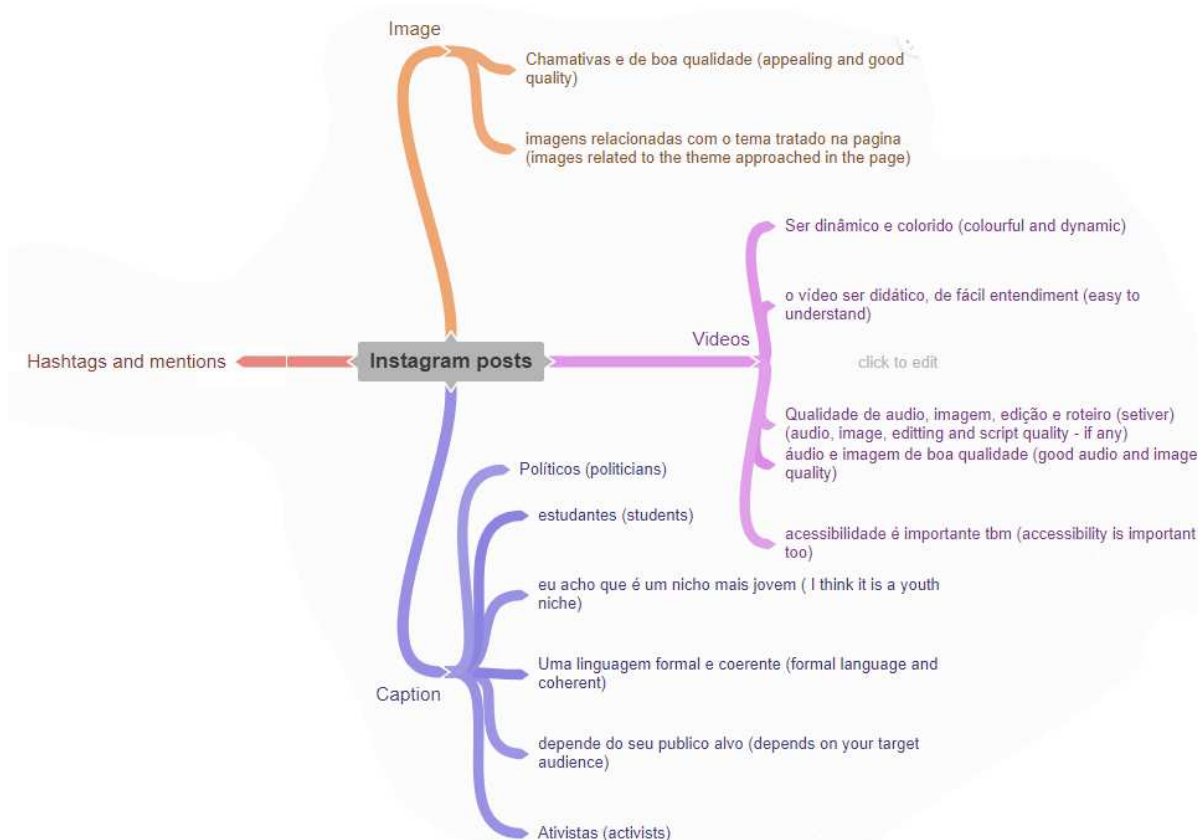 Image
Chamativas e de boa qualidade (appealing and good
quality)
imagens relacionadas com o tema tratado na pagina
(images related to the theme approached in the page)
Ser dinâmico e colorido (colourful and dynamic)
o vídeo ser didático, de fácil entendiment (easy to
understand)
Videos
Hashtags and mentions
Instagram posts
click to edit
Qualidade de audio, imagem, edição e roteiro (setiver)
(audio, image, editting and script quality - if any)
áudio e imagem de boa qualidade (good audio and image
quality)
acessibilidade é importante tbm (accessibility is important
too)
Políticos (politicians)
estudantes (students)
eu acho que é um nicho mais jovem ( I think it is a youth
niche)
Uma linguagem formal e coerente (formal language and
coherent)
Caption
depende do seu publico alvo (depends on your target
audience)
Ativistas (activists)